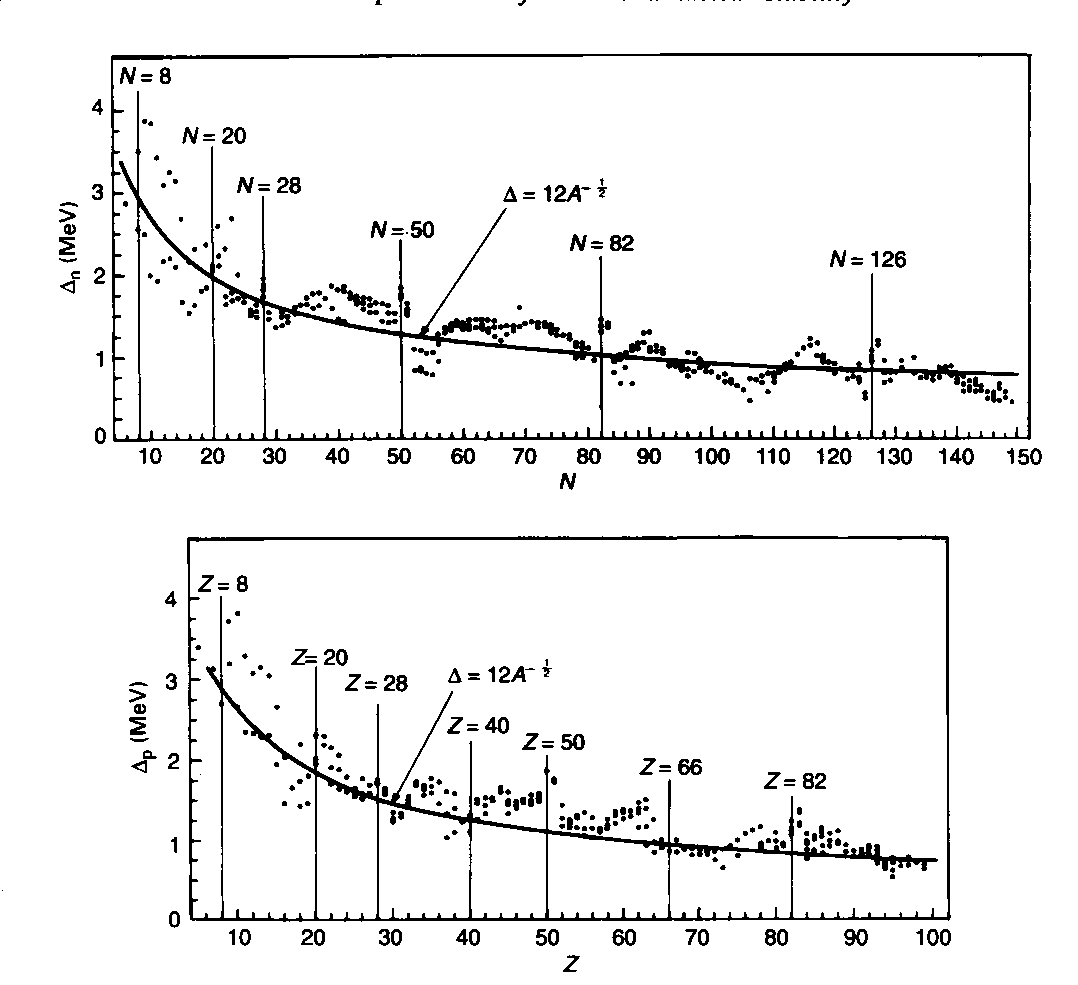 N = 8
4
N = 20
N = 28
Δ = 12A^{-1/2}
3
N = 50
N = 82
N = 126
Δn (MeV)
2
1
0
10 20 30 40 50 60 70 80 90 100 110 120 130 140 150
N
Z = 8
4
Z = 20
Z = 28
Δ = 12A^{-1/2}
3
Z = 40
Z = 50
Z = 66
Z = 82
Δp (MeV)
2
1
0
10 20 30 40 50 60 70 80 90 100
Z